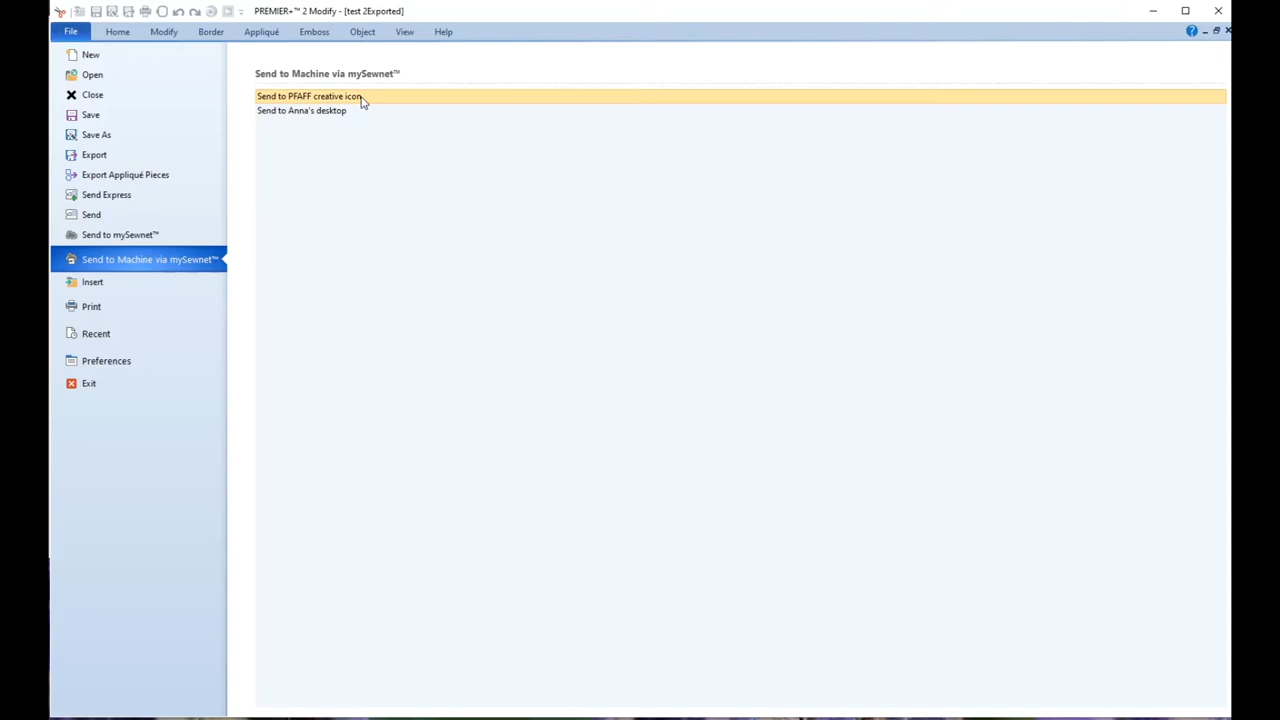 PREMIER+™ 2 Modify - [test 2Exported]
File Home Modify Border Appliqué Emboss Object View Help
New
Open
Close
Save
Save As
Export
Export Appliqué Pieces
Send Express
Send
Send to mySewnet™
Send to Machine via mySewnet™
Insert
Print
Recent
Preferences
Exit
Send to Machine via mySewnet™
Send to PFAFF creative icon
Send to Anna's desktop